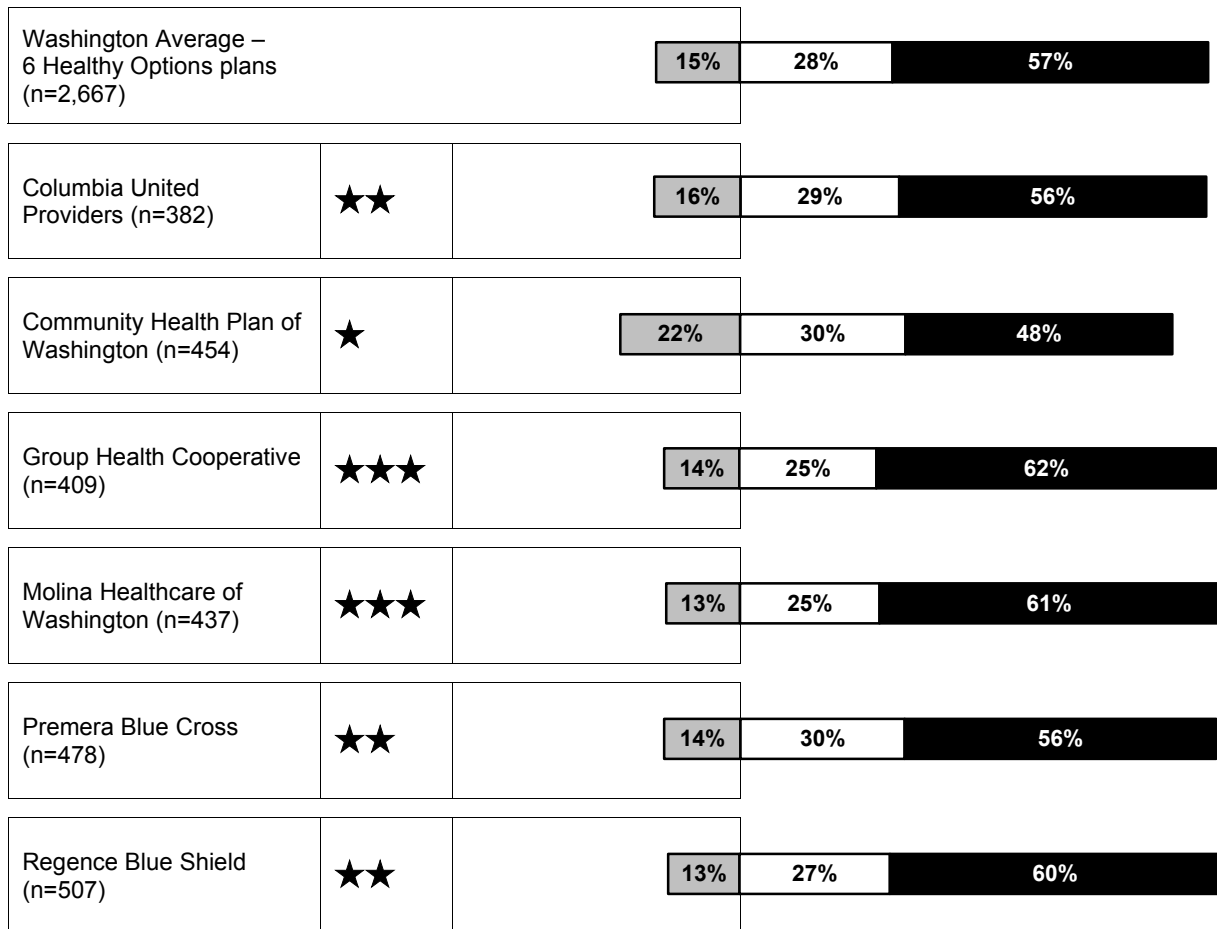 Washington Average –
6 Healthy Options plans
(n=2,667)
15% 28% 57%
Columbia United
Providers (n=382)
★★
16% 29% 56%
Community Health Plan of
Washington (n=454)
★
22% 30% 48%
Group Health Cooperative
(n=409)
★★★
14% 25% 62%
Molina Healthcare of
Washington (n=437)
★★★
13% 25% 61%
Premera Blue Cross
(n=478)
★★
14% 30% 56%
Regence Blue Shield
(n=507)
★★
13% 27% 60%